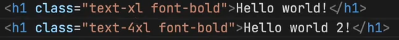 <h1 class="text-xl font-bold">Hello world!</h1>
<h1 class="text-4xl font-bold">Hello world 2!</h1>